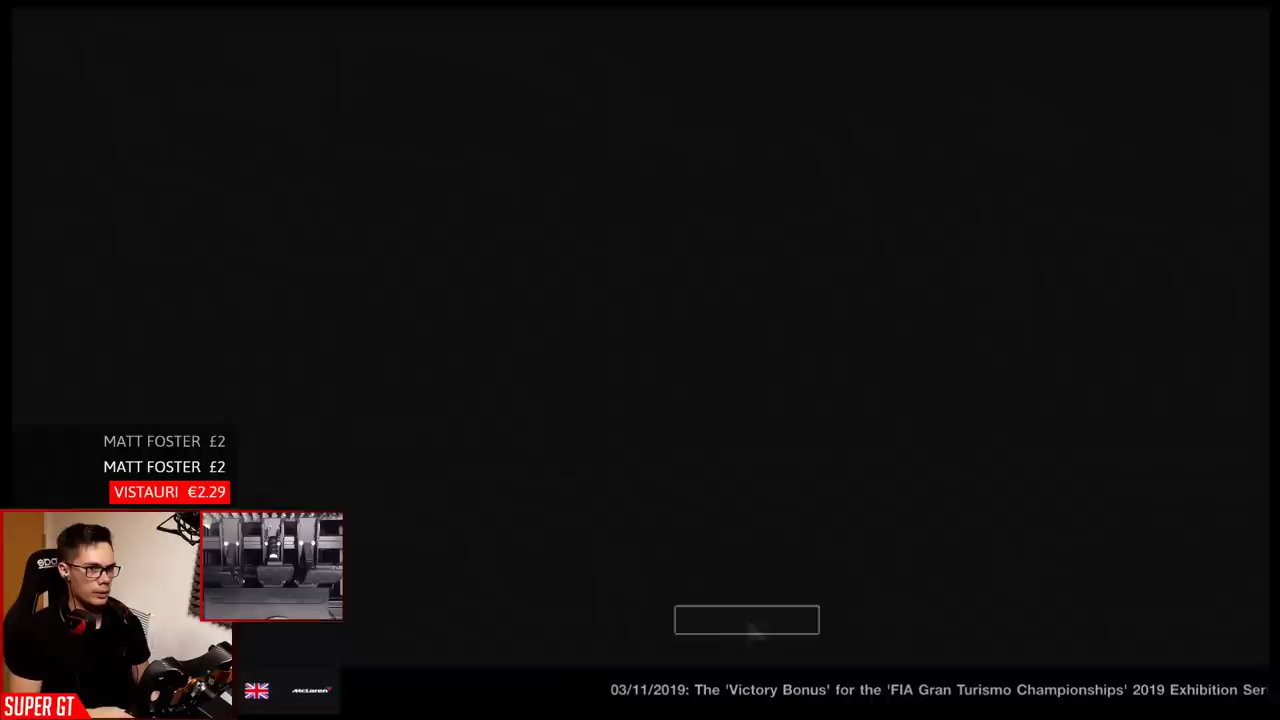 MATT FOSTER £2
MATT FOSTER £2
VISTAURI €2.29
SUPER GT
McLaren
03/11/2019: The 'Victory Bonus' for the 'FIA Gran Turismo Championships' 2019 Exhibition Ser